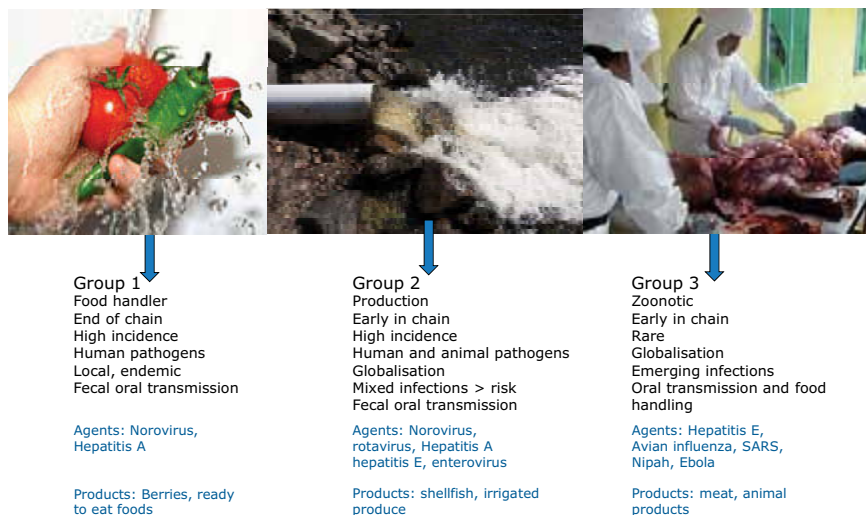 Group 1
Food handler
End of chain
High incidence
Human pathogens
Local, endemic
Fecal oral transmission
Agents: Norovirus,
Hepatitis A
Products: Berries, ready
to eat foods
Group 2
Production
Early in chain
High incidence
Human and animal pathogens
Globalisation
Mixed infections > risk
Fecal oral transmission
Agents: Norovirus,
rotavirus, Hepatitis A
hepatitis E, enterovirus
Products: shellfish, irrigated
produce
Group 3
Zoonotic
Early in chain
Rare
Globalisation
Emerging infections
Oral transmission and food
handling
Agents: Hepatitis E,
Avian influenza, SARS,
Nipah, Ebola
Products: meat, animal
products